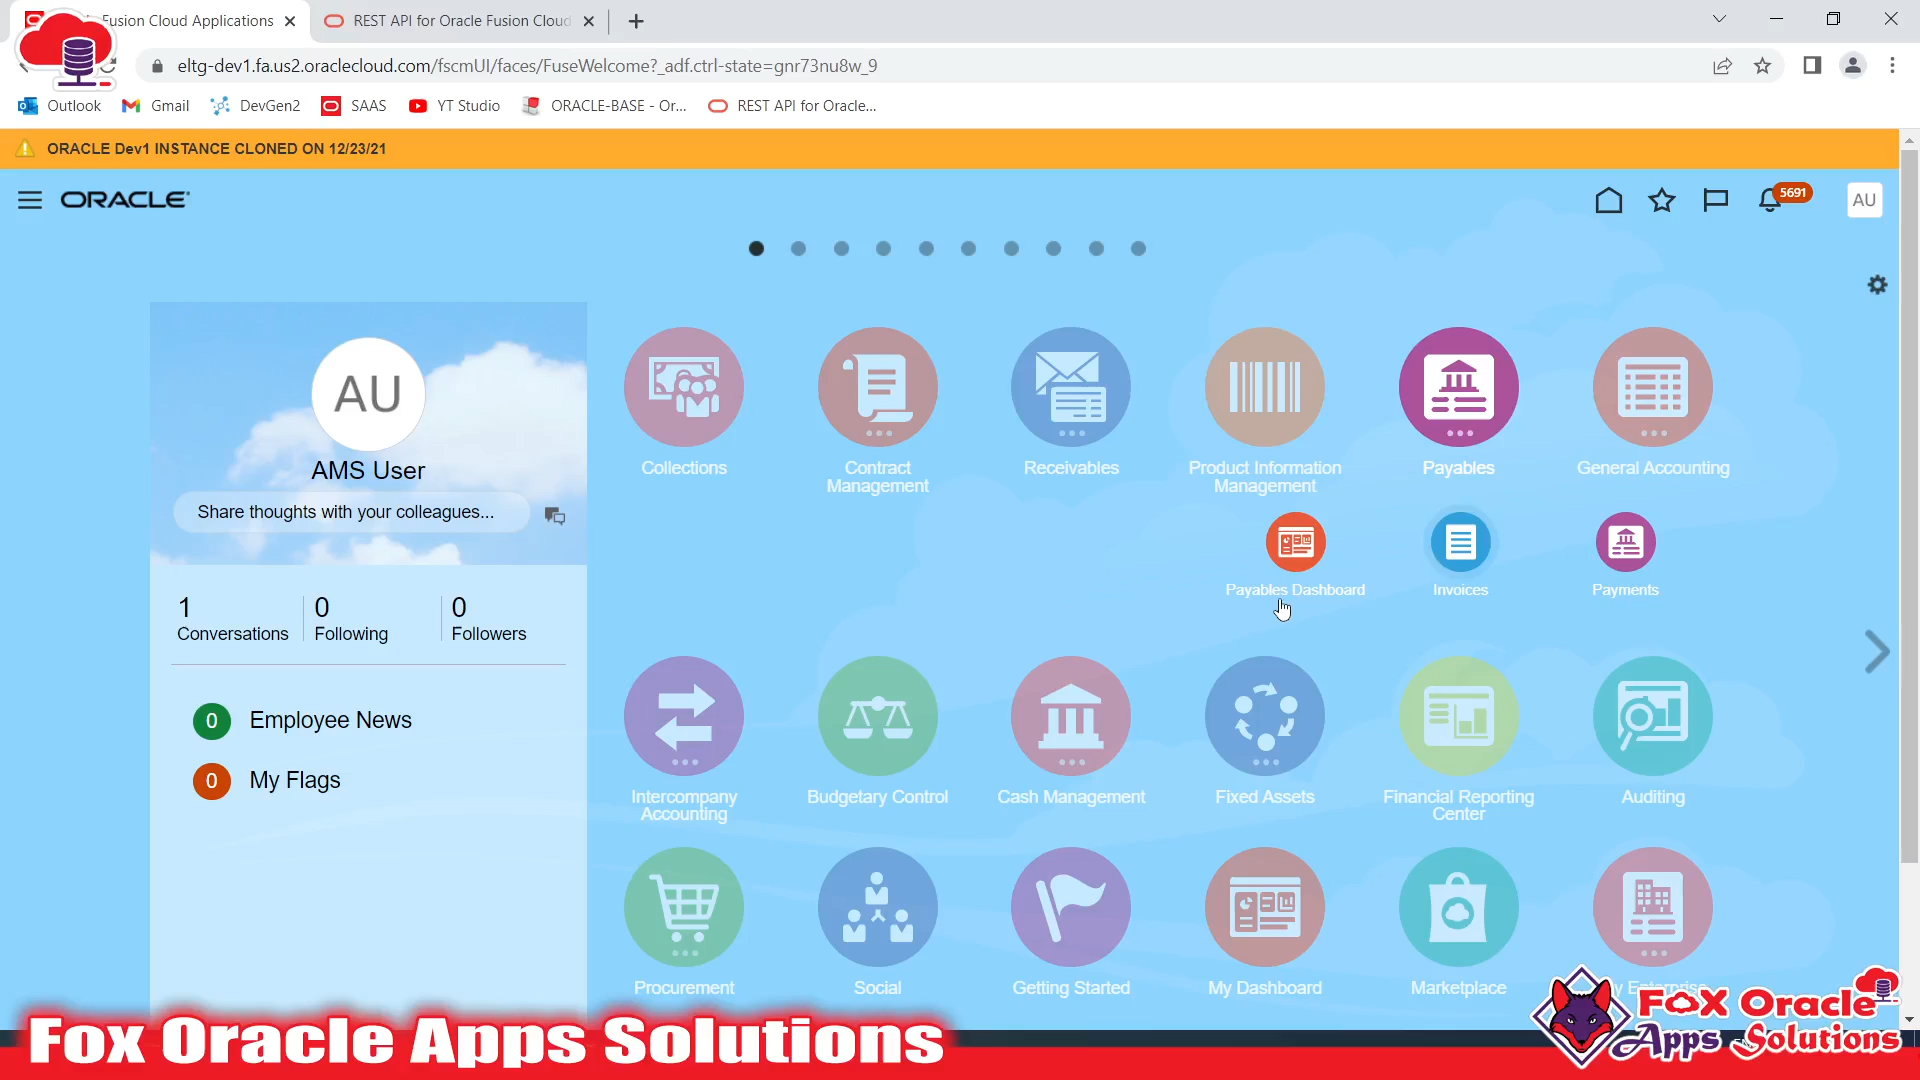 Fusion Cloud Applications
REST API for Oracle Fusion Cloud
eltg-dev1.fa.us2.oraclecloud.com/fscmUI/faces/FuseWelcome?_adf.ctrl-state=gnr73nu8w_9
Outlook
Gmail
DevGen2
SAAS
YT Studio
ORACLE-BASE - Or...
REST API for Oracle...
ORACLE Dev1 INSTANCE CLONED ON 12/23/21
ORACLE
5691
AU
AU
AMS User
Share thoughts with your colleagues...
1
Conversations
0
Following
0
Followers
0 Employee News
0 My Flags
Collections
Contract
Management
Receivables
Product Information
Management
Payables
General Accounting
Payables Dashboard
Invoices
Payments
Intercompany
Accounting
Budgetary Control
Cash Management
Fixed Assets
Financial Reporting
Center
Auditing
Procurement
Social
Getting Started
My Dashboard
Marketplace
Enterprise
Fox Oracle Apps Solutions
Fox Oracle
Apps Solutions